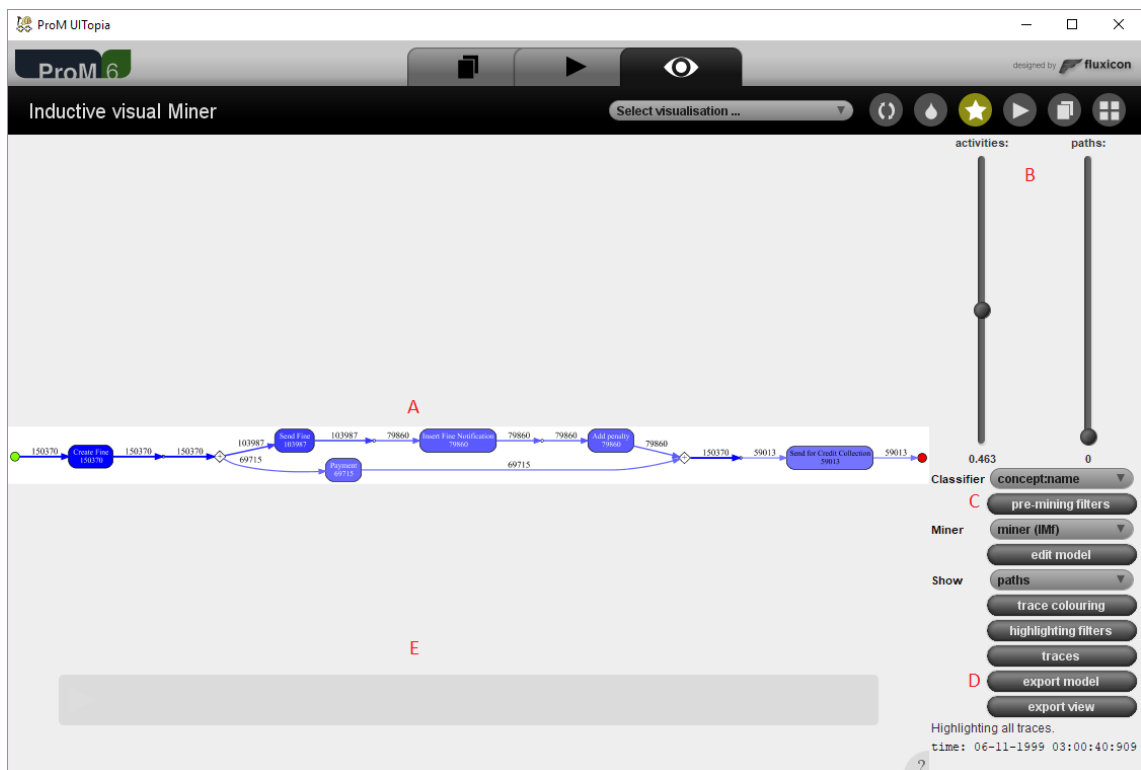 ProM UITopia
ProM 6
designed by fluxicon
Inductive visual Miner
Select visualisation ...
activities:
paths:
B
A
150370
Create Fine
150370
150370
150370
103987
Send Fine
103987
103987
79860
Insert Fine Notification
79860
79860
79860
Add penalty
79860
79860
69715
Payment
69715
69715
150370
59013
Send for Credit Collection
59013
59013
0.463
0
Classifier
concept:name
C
pre-mining filters
Miner
miner (IMf)
edit model
Show
paths
trace colouring
highlighting filters
E
traces
D
export model
export view
Highlighting all traces.
time: 06-11-1999 03:00:40:909
?